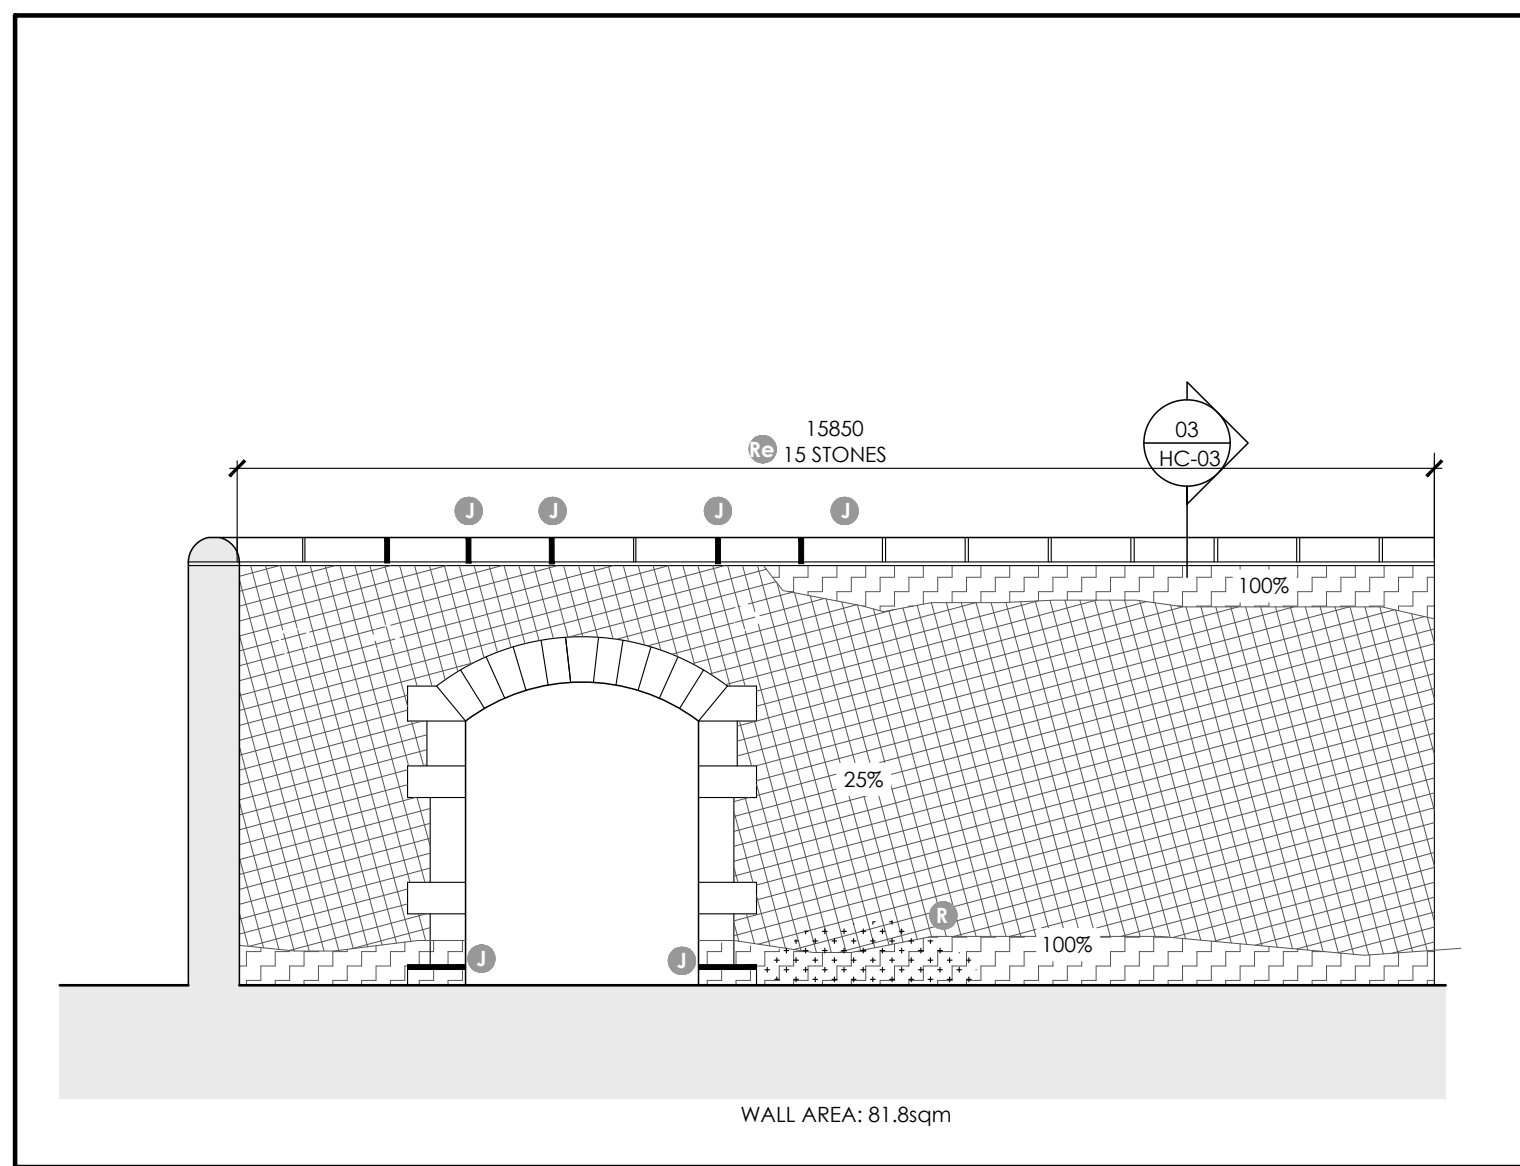 15850
Re 15 STONES
03
HC-03
J J J J
100%
25%
R
100%
J J
WALL AREA: 81.8sqm